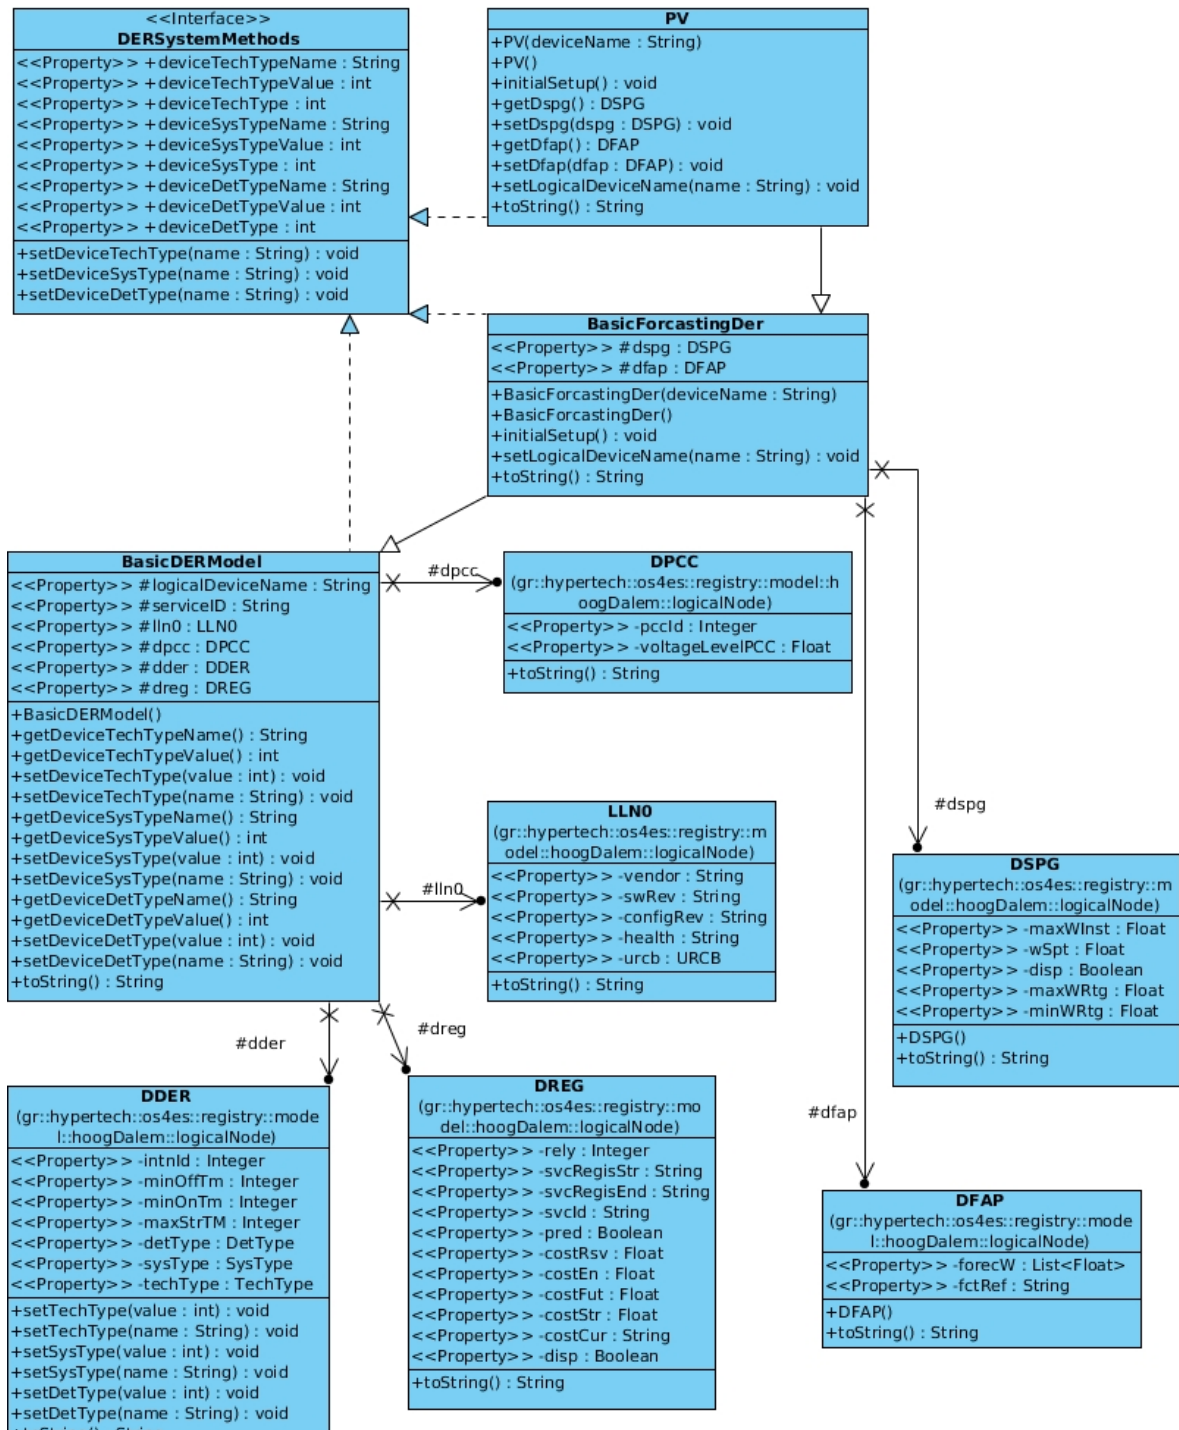 <<Interface>>
DERSystemMethods
<<Property>> +deviceTechTypeName : String
<<Property>> +deviceTechTypeValue : int
<<Property>> +deviceTechType : int
<<Property>> +deviceSysTypeName : String
<<Property>> +deviceSysTypeValue : int
<<Property>> +deviceSysType : int
<<Property>> +deviceDetTypeName : String
<<Property>> +deviceDetTypeValue : int
<<Property>> +deviceDetType : int
+setDeviceTechType(name : String) : void
+setDeviceSysType(name : String) : void
+setDeviceDetType(name : String) : void
PV
+PV(deviceName : String)
+PV()
+initialSetup() : void
+getDspg() : DSPG
+setDspg(dspg : DSPG) : void
+getDfap() : DFAP
+setDfap(dfap : DFAP) : void
+setLogicalDeviceName(name : String) : void
+toString() : String
BasicForcastingDer
<<Property>> #dspg : DSPG
<<Property>> #dfap : DFAP
+BasicForcastingDer(deviceName : String)
+BasicForcastingDer()
+initialSetup() : void
+setLogicalDeviceName(name : String) : void
+toString() : String
BasicDERModel
<<Property>> #logicalDeviceName : String
<<Property>> #serviceID : String
<<Property>> #lln0 : LLN0
<<Property>> #dpcc : DPCC
<<Property>> #dder : DDER
<<Property>> #dreg : DREG
+BasicDERModel()
+getDeviceTechTypeName() : String
+getDeviceTechTypeValue() : int
+setDeviceTechType(value : int) : void
+setDeviceTechType(name : String) : void
+getDeviceSysTypeName() : String
+getDeviceSysTypeValue() : int
+setDeviceSysType(value : int) : void
+setDeviceSysType(name : String) : void
+getDeviceDetTypeName() : String
+getDeviceDetTypeValue() : int
+setDeviceDetType(value : int) : void
+setDeviceDetType(name : String) : void
+toString() : String
#dpcc
DPCC
(gr::hypertech::os4es::registry::model::h
oogDalem::logicalNode)
<<Property>> -pccId : Integer
<<Property>> -voltageLevelPCC : Float
+toString() : String
#lln0
LLN0
(gr::hypertech::os4es::registry::m
odel::hoogDalem::logicalNode)
<<Property>> -vendor : String
<<Property>> -swRev : String
<<Property>> -configRev : String
<<Property>> -health : String
<<Property>> -urcb : URCB
+toString() : String
#dspg
DSPG
(gr::hypertech::os4es::registry::m
odel::hoogDalem::logicalNode)
<<Property>> -maxWInst : Float
<<Property>> -wSpt : Float
<<Property>> -disp : Boolean
<<Property>> -maxWRtg : Float
<<Property>> -minWRtg : Float
+DSPG()
+toString() : String
#dder
DDER
(gr::hypertech::os4es::registry::mode
l::hoogDalem::logicalNode)
<<Property>> -intnId : Integer
<<Property>> -minOffTm : Integer
<<Property>> -minOnTm : Integer
<<Property>> -maxStrTM : Integer
<<Property>> -detType : DetType
<<Property>> -sysType : SysType
<<Property>> -techType : TechType
+setTechType(value : int) : void
+setTechType(name : String) : void
+setSysType(value : int) : void
+setSysType(name : String) : void
+setDetType(value : int) : void
+setDetType(name : String) : void
#dreg
DREG
(gr::hypertech::os4es::registry::mo
del::hoogDalem::logicalNode)
<<Property>> -rely : Integer
<<Property>> -svcRegisStr : String
<<Property>> -svcRegisEnd : String
<<Property>> -svcId : String
<<Property>> -pred : Boolean
<<Property>> -costRsv : Float
<<Property>> -costEn : Float
<<Property>> -costFut : Float
<<Property>> -costStr : Float
<<Property>> -costCur : String
<<Property>> -disp : Boolean
+toString() : String
#dfap
DFAP
(gr::hypertech::os4es::registry::mode
l::hoogDalem::logicalNode)
<<Property>> -forecW : List<Float>
<<Property>> -fctRef : String
+DFAP()
+toString() : String